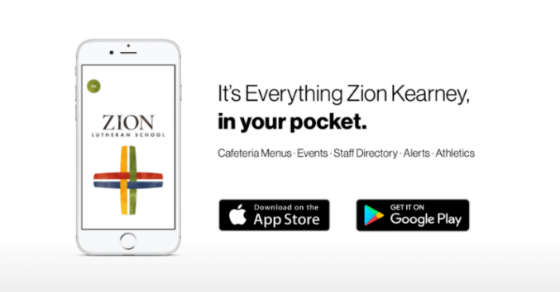 ZION
LUTHERAN SCHOOL
It's Everything Zion Kearney,
in your pocket.
Cafeteria Menus · Events · Staff Directory · Alerts · Athletics
Download on the
App Store
GET IT ON
Google Play